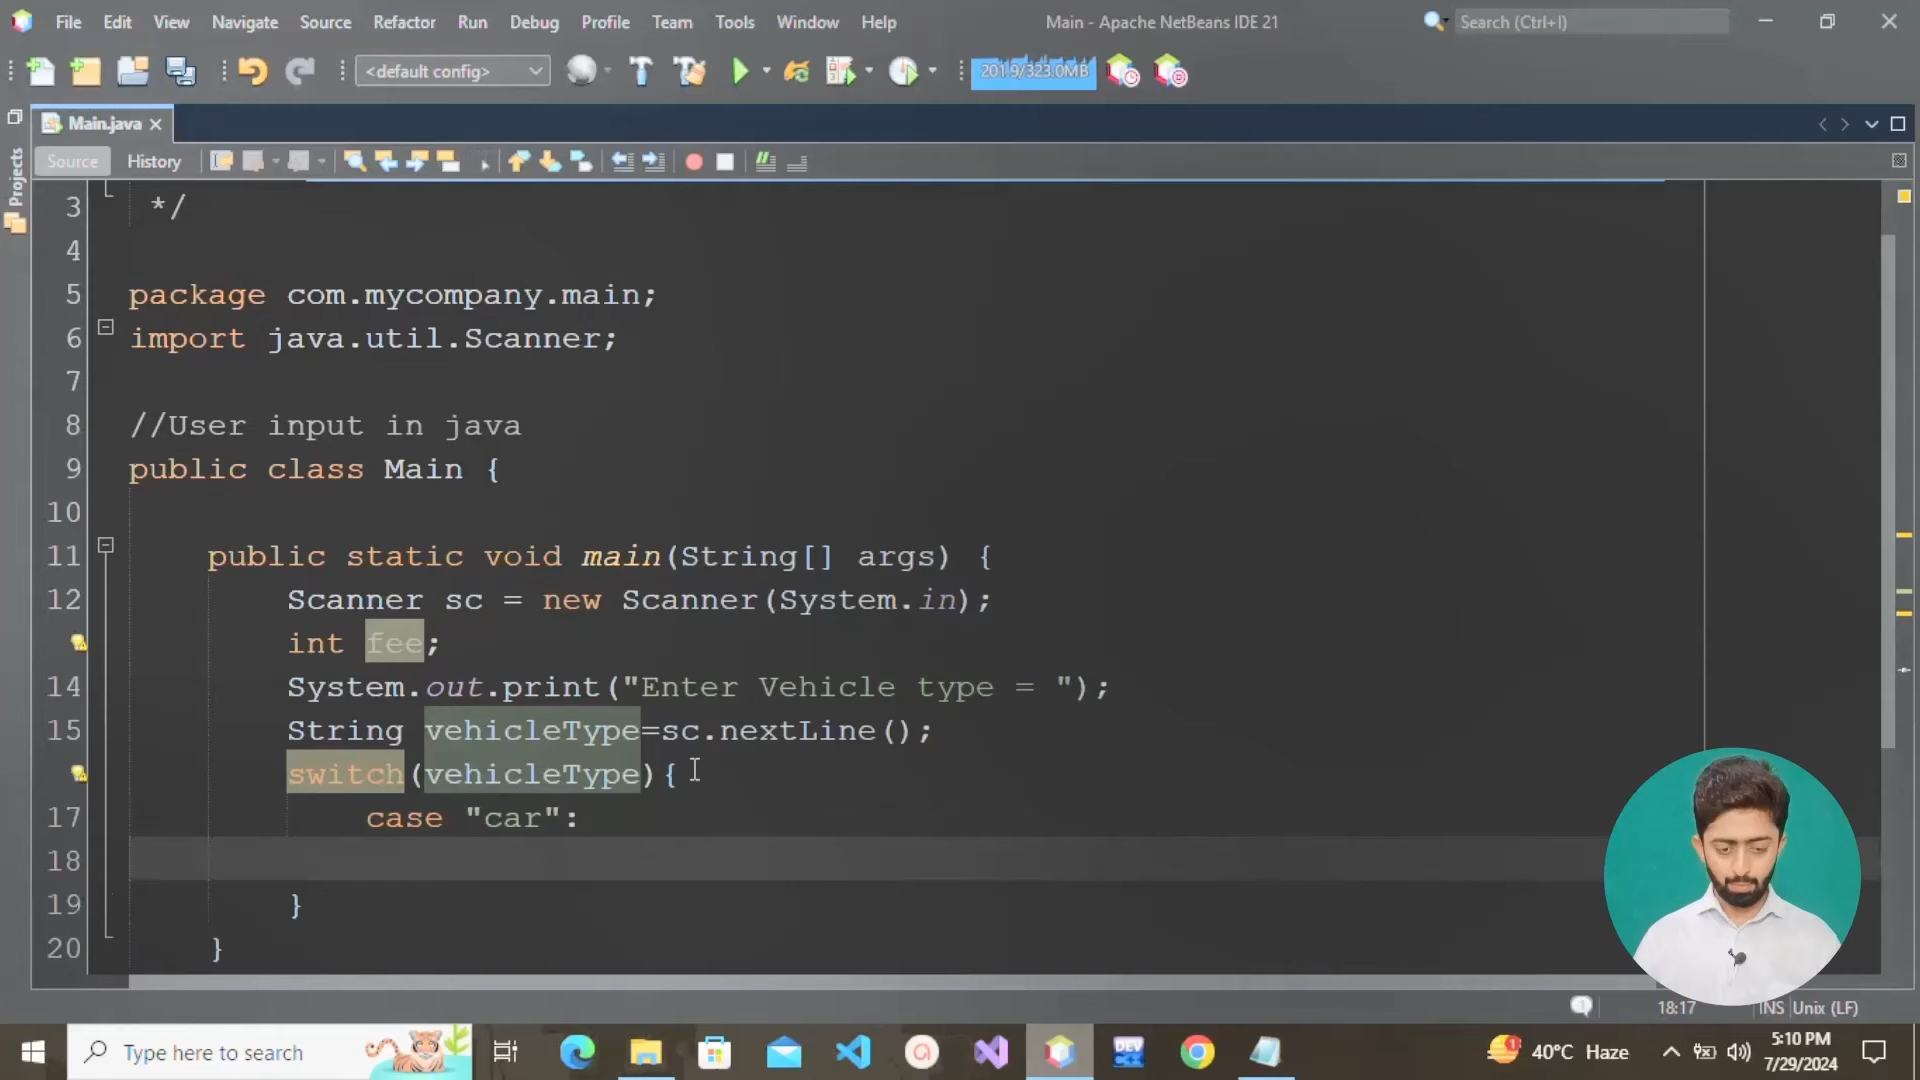 File Edit View Navigate Source Refactor Run Debug Profile Team Tools Window Help Main - Apache NetBeans IDE 21 Search (Ctrl+I)
<default config> 201.9/323.0MB
Main.java
Projects
Source History
3 */
4
5 package com.mycompany.main;
6 import java.util.Scanner;
7
8 //User input in java
9 public class Main {
10
11 public static void main(String[] args) {
12 Scanner sc = new Scanner(System.in);
int fee;
14 System.out.print("Enter Vehicle type = ");
15 String vehicleType=sc.nextLine();
switch(vehicleType){
17 case "car":
18
19 }
20 }
18:17 INS Unix (LF)
Type here to search DEV 1 40°C Haze 5:10 PM
7/29/2024